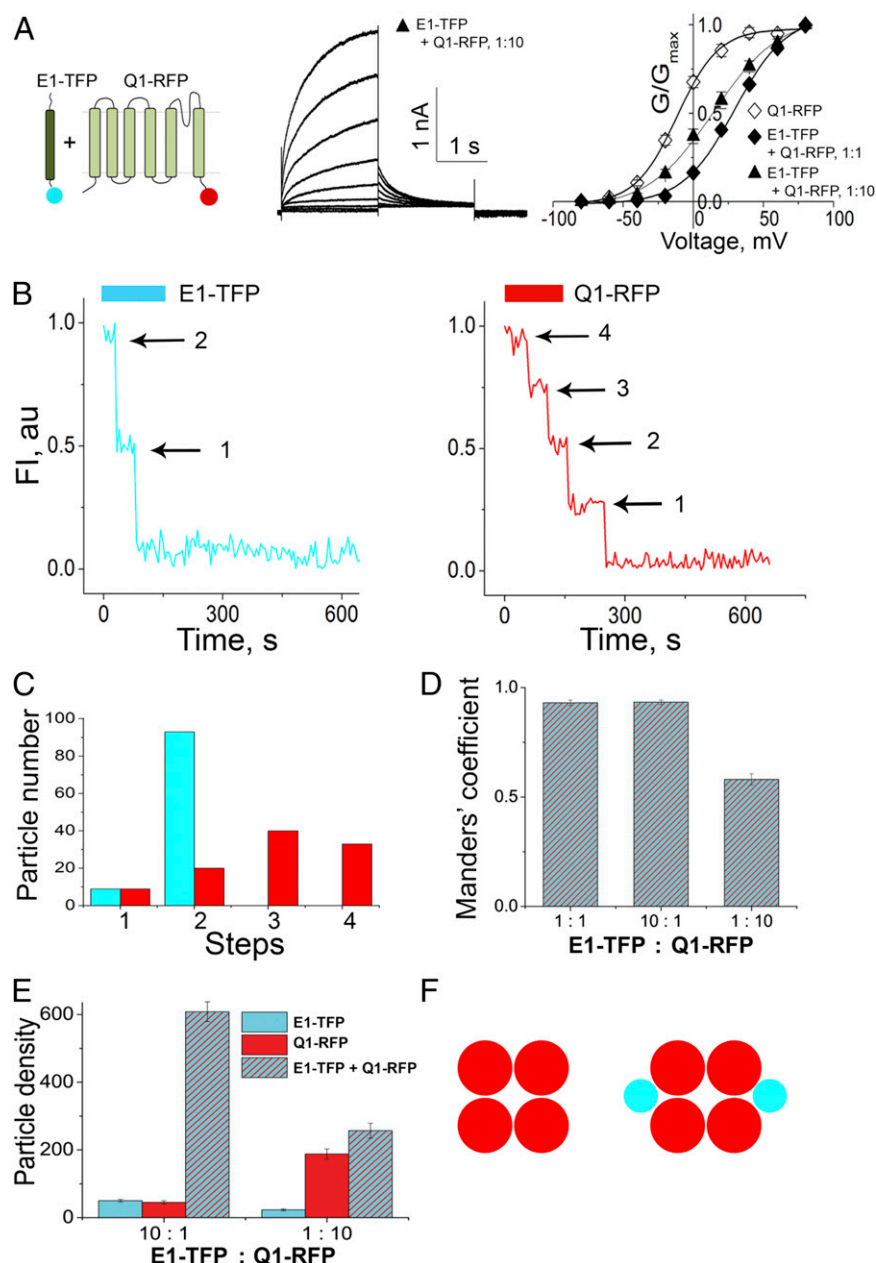 A
E1-TFP
Q1-RFP
+
▲ E1-TFP
+ Q1-RFP, 1:10
1 nA
1 s
G/Gmax
1.0
0.5
0.0
◇ Q1-RFP
◆ E1-TFP
+ Q1-RFP, 1:1
▲ E1-TFP
+ Q1-RFP, 1:10
-100
-50
0
50
100
Voltage, mV
B
E1-TFP
FI, au
1.0
0.5
0.0
2
1
0
300
600
Time, s
Q1-RFP
1.0
0.5
0.0
4
3
2
1
0
300
600
Time, s
C
Particle number
100
80
60
40
20
0
1
2
3
4
Steps
D
Manders' coefficient
1.0
0.5
0.0
1 : 1
10 : 1
1 : 10
E1-TFP : Q1-RFP
E
Particle density
600
400
200
0
E1-TFP
Q1-RFP
E1-TFP + Q1-RFP
10 : 1
1 : 10
E1-TFP : Q1-RFP
F